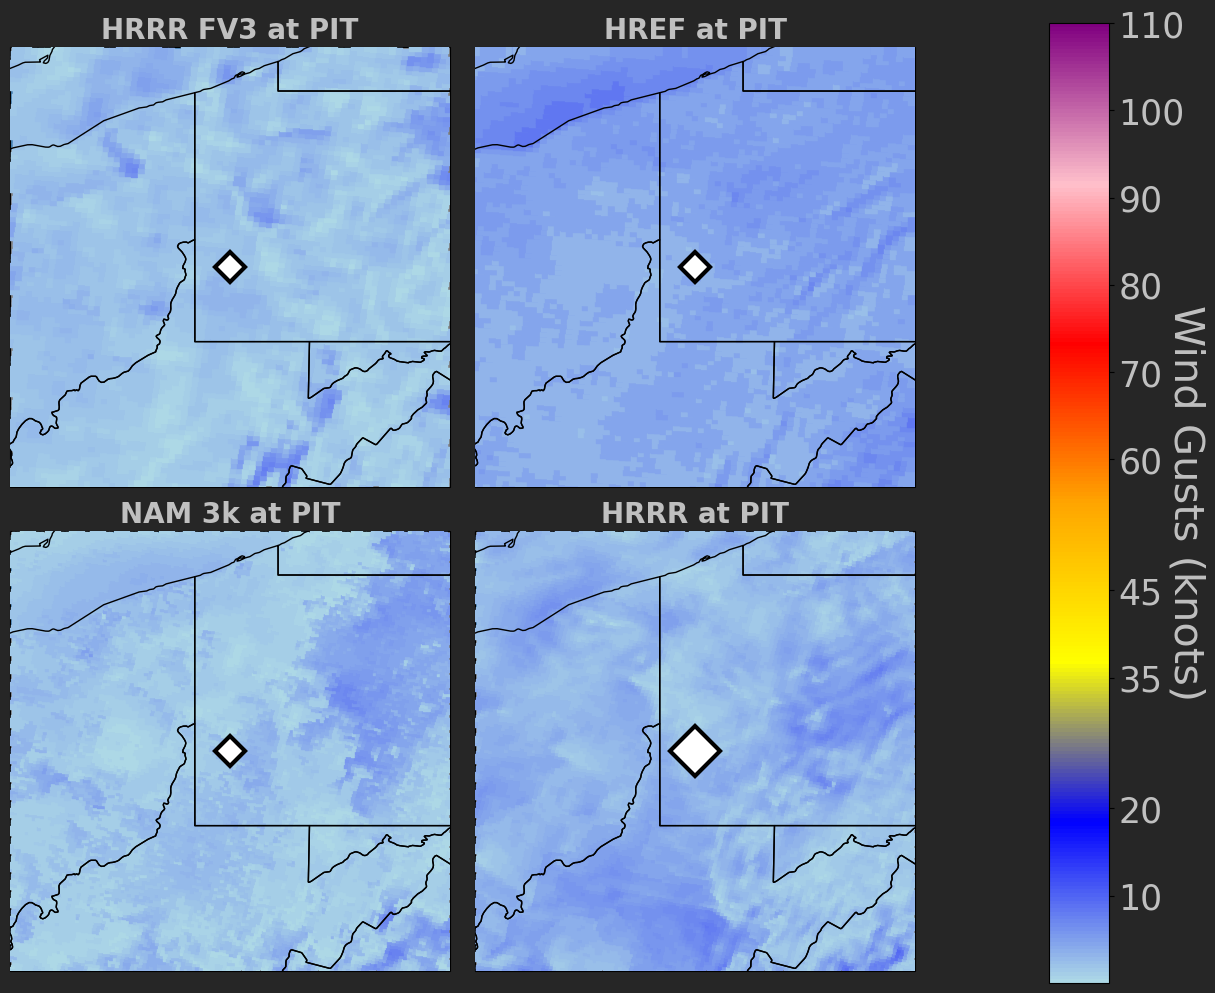 HRRR FV3 at PIT
HREF at PIT
NAM 3k at PIT
HRRR at PIT
110
100
90
80
70
60
45
35
20
10
Wind Gusts (knots)